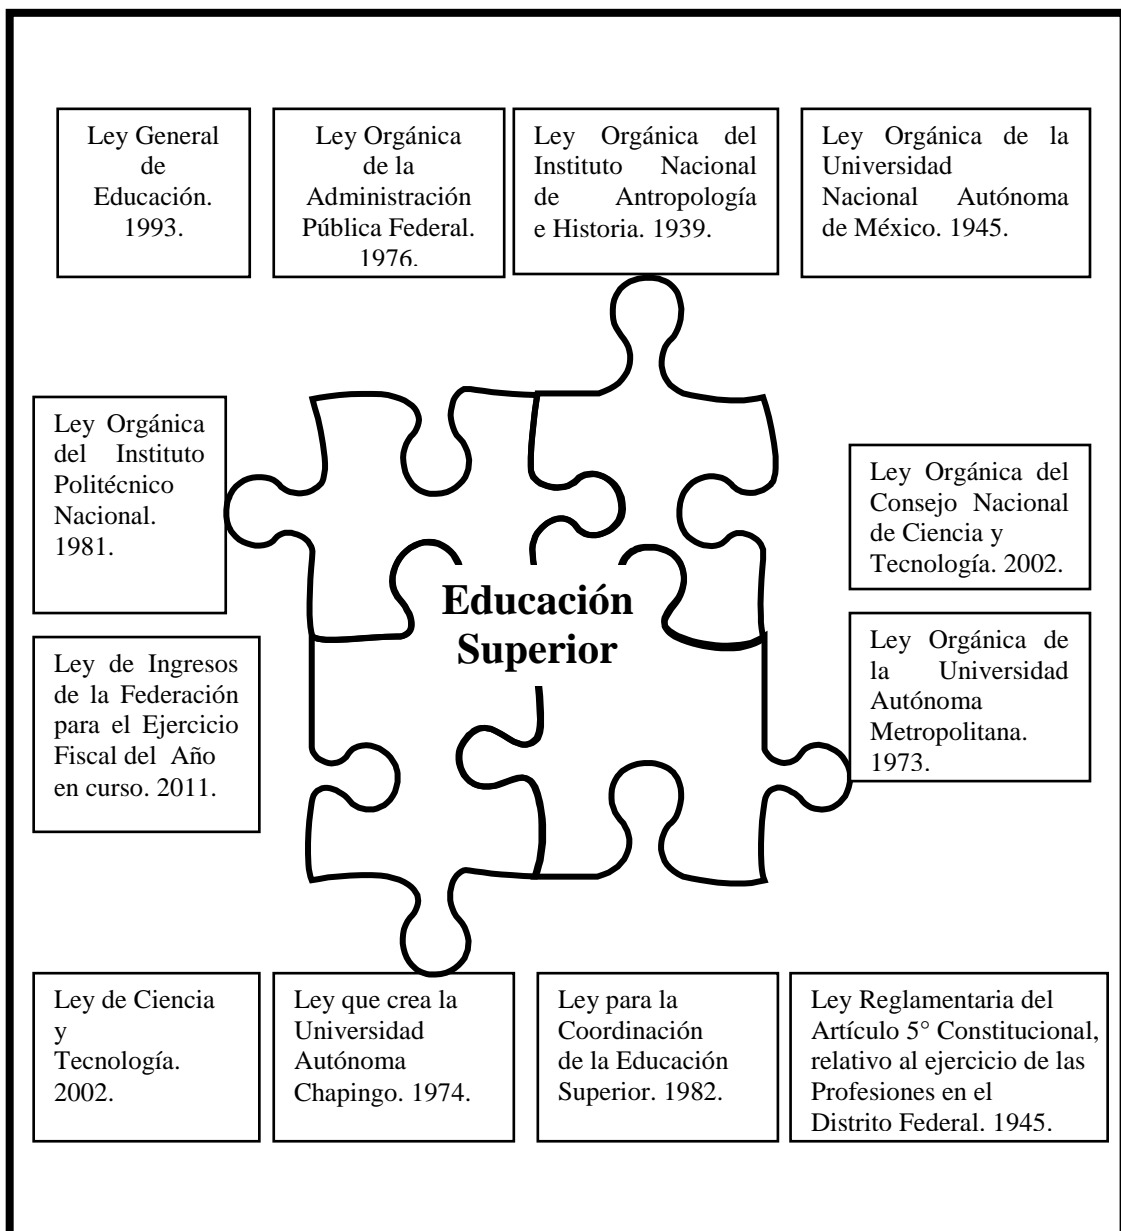 Ley General
de
Educación.
1993.
Ley Orgánica
de la
Administración
Pública Federal.
1976.
Ley Orgánica del
Instituto Nacional
de Antropología
e Historia. 1939.
Ley Orgánica de la
Universidad
Nacional Autónoma
de México. 1945.
Ley Orgánica
del Instituto
Politécnico
Nacional.
1981.
Ley Orgánica del
Consejo Nacional
de Ciencia y
Tecnología. 2002.
Educación
Superior
Ley de Ingresos
de la Federación
para el Ejercicio
Fiscal del Año
en curso. 2011.
Ley Orgánica de
la Universidad
Autónoma
Metropolitana.
1973.
Ley de Ciencia
y
Tecnología.
2002.
Ley que crea la
Universidad
Autónoma
Chapingo. 1974.
Ley para la
Coordinación
de la Educación
Superior. 1982.
Ley Reglamentaria del
Artículo 5° Constitucional,
relativo al ejercicio de las
Profesiones en el
Distrito Federal. 1945.